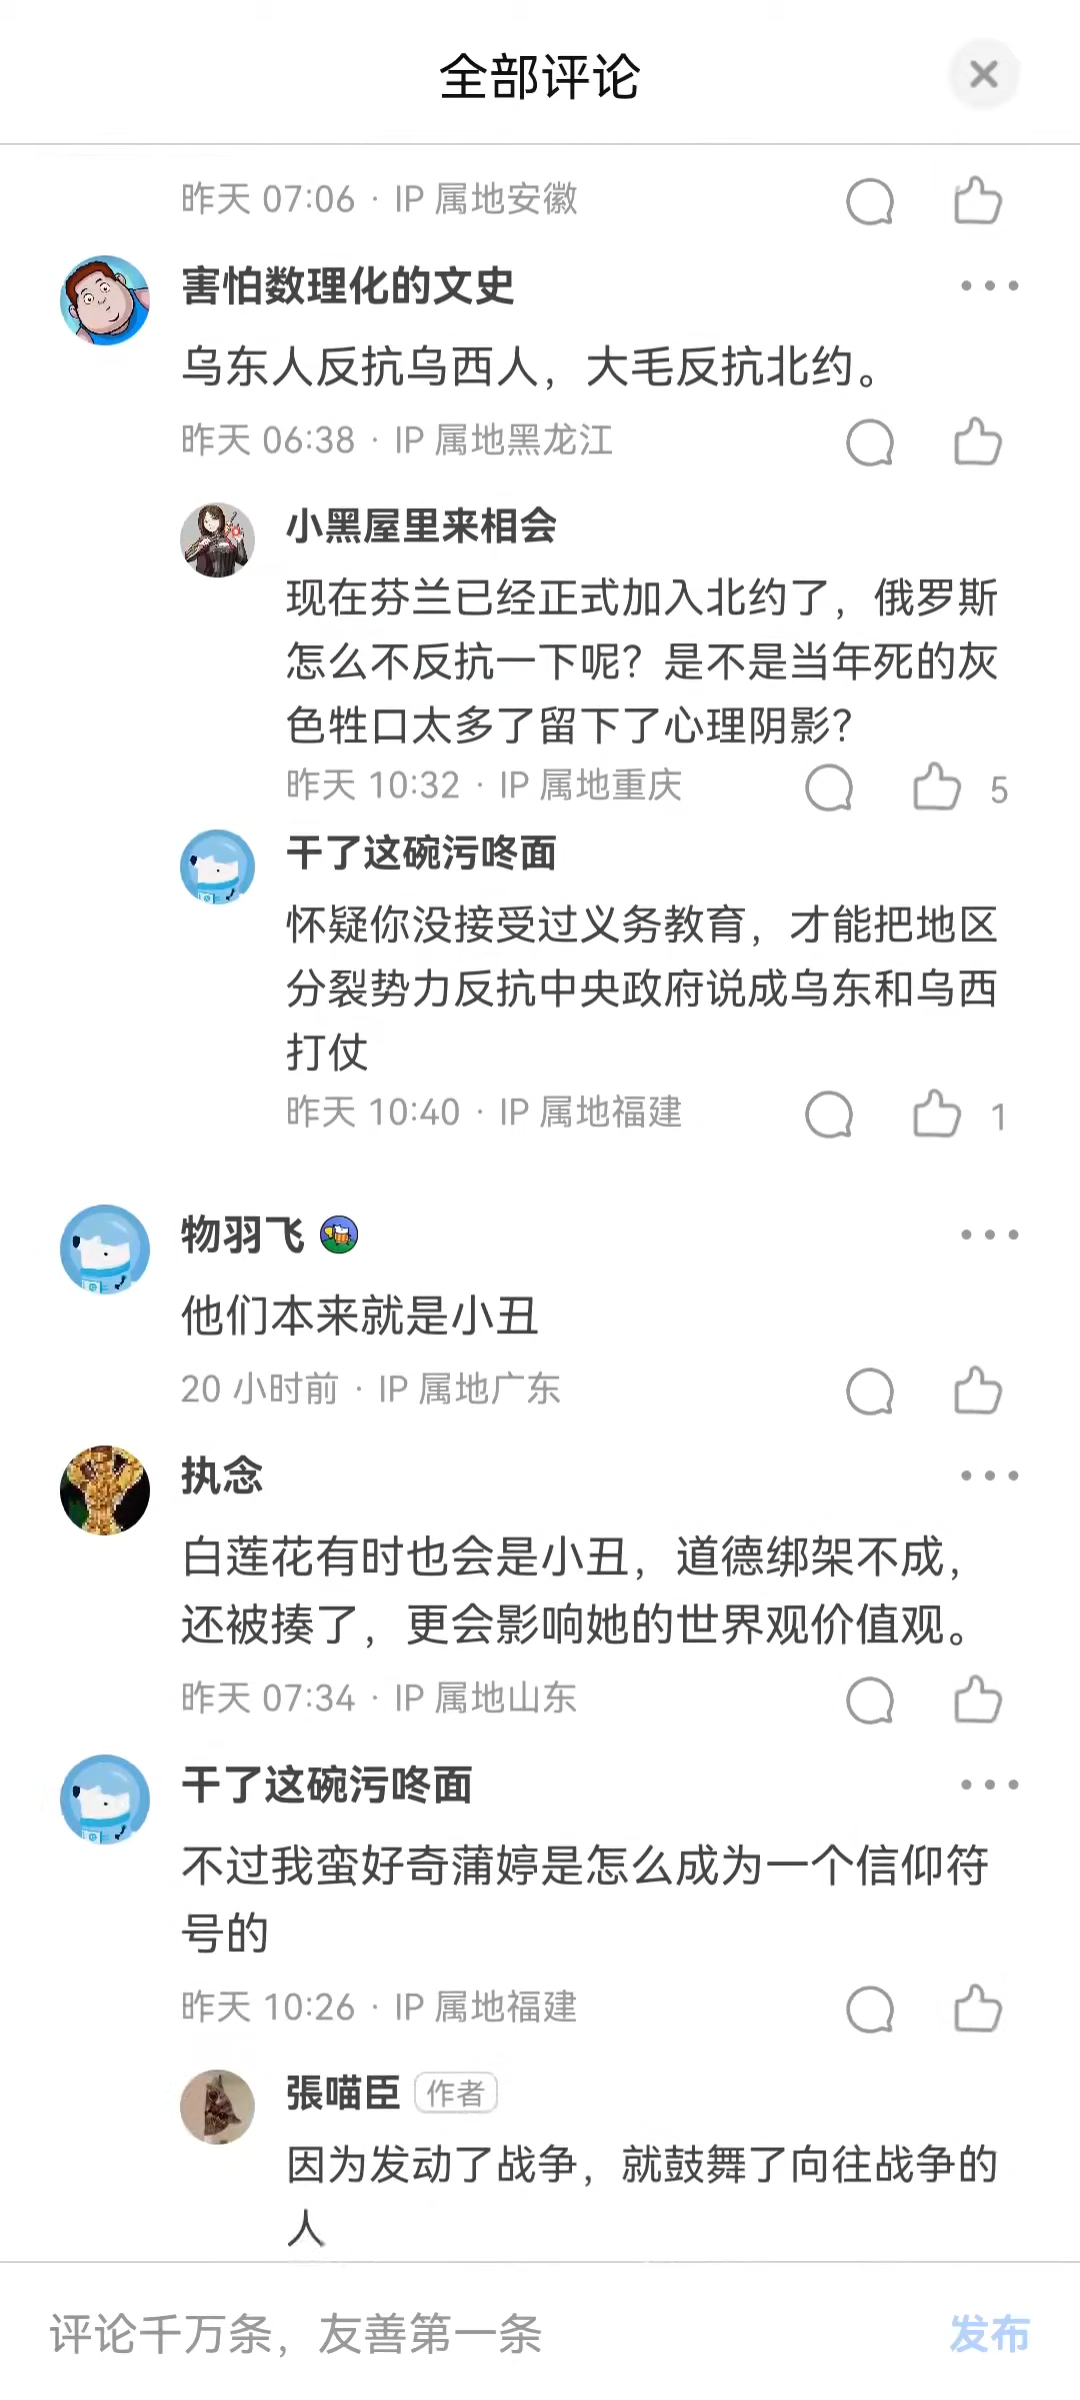 全部评论
昨天 07:06 · IP 属地安徽
害怕数理化的文史
乌东人反抗乌西人，大毛反抗北约。
昨天 06:38 · IP 属地黑龙江
小黑屋里来相会
现在芬兰已经正式加入北约了，俄罗斯
怎么不反抗一下呢？是不是当年死的灰
色牲口太多了留下了心理阴影？
昨天 10:32 · IP 属地重庆 5
干了这碗污咚面
怀疑你没接受过义务教育，才能把地区
分裂势力反抗中央政府说成乌东和乌西
打仗
昨天 10:40 · IP 属地福建 1
物羽飞
他们本来就是小丑
20 小时前 · IP 属地广东
执念
白莲花有时也会是小丑，道德绑架不成，
还被揍了，更会影响她的世界观价值观。
昨天 07:34 · IP 属地山东
干了这碗污咚面
不过我蛮好奇蒲婷是怎么成为一个信仰符
号的
昨天 10:26 · IP 属地福建
張喵臣 作者
因为发动了战争，就鼓舞了向往战争的
人
评论千万条，友善第一条 发布